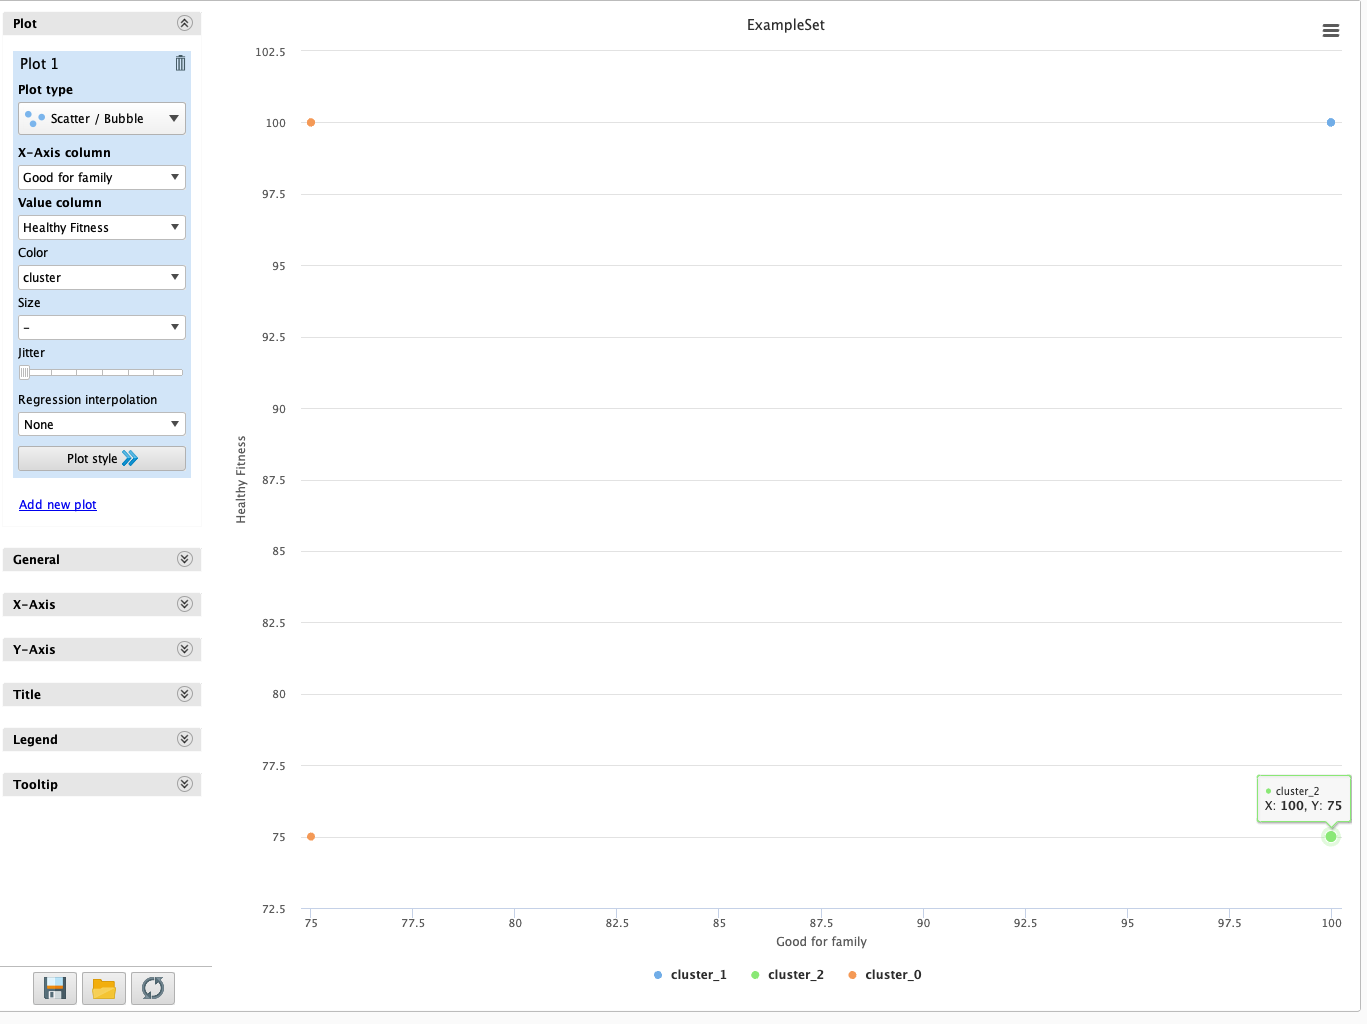 Plot
Plot 1
Plot type
Scatter / Bubble
X-Axis column
Good for family
Value column
Healthy Fitness
Color
cluster
Size
-
Jitter
Regression interpolation
None
Plot style
Add new plot
General
X-Axis
Y-Axis
Title
Legend
Tooltip
ExampleSet
102.5
100
97.5
95
92.5
90
87.5
85
82.5
80
77.5
75
72.5
Healthy Fitness
cluster_2
X: 100, Y: 75
75 77.5 80 82.5 85 87.5 90 92.5 95 97.5 100
Good for family
cluster_1 cluster_2 cluster_0